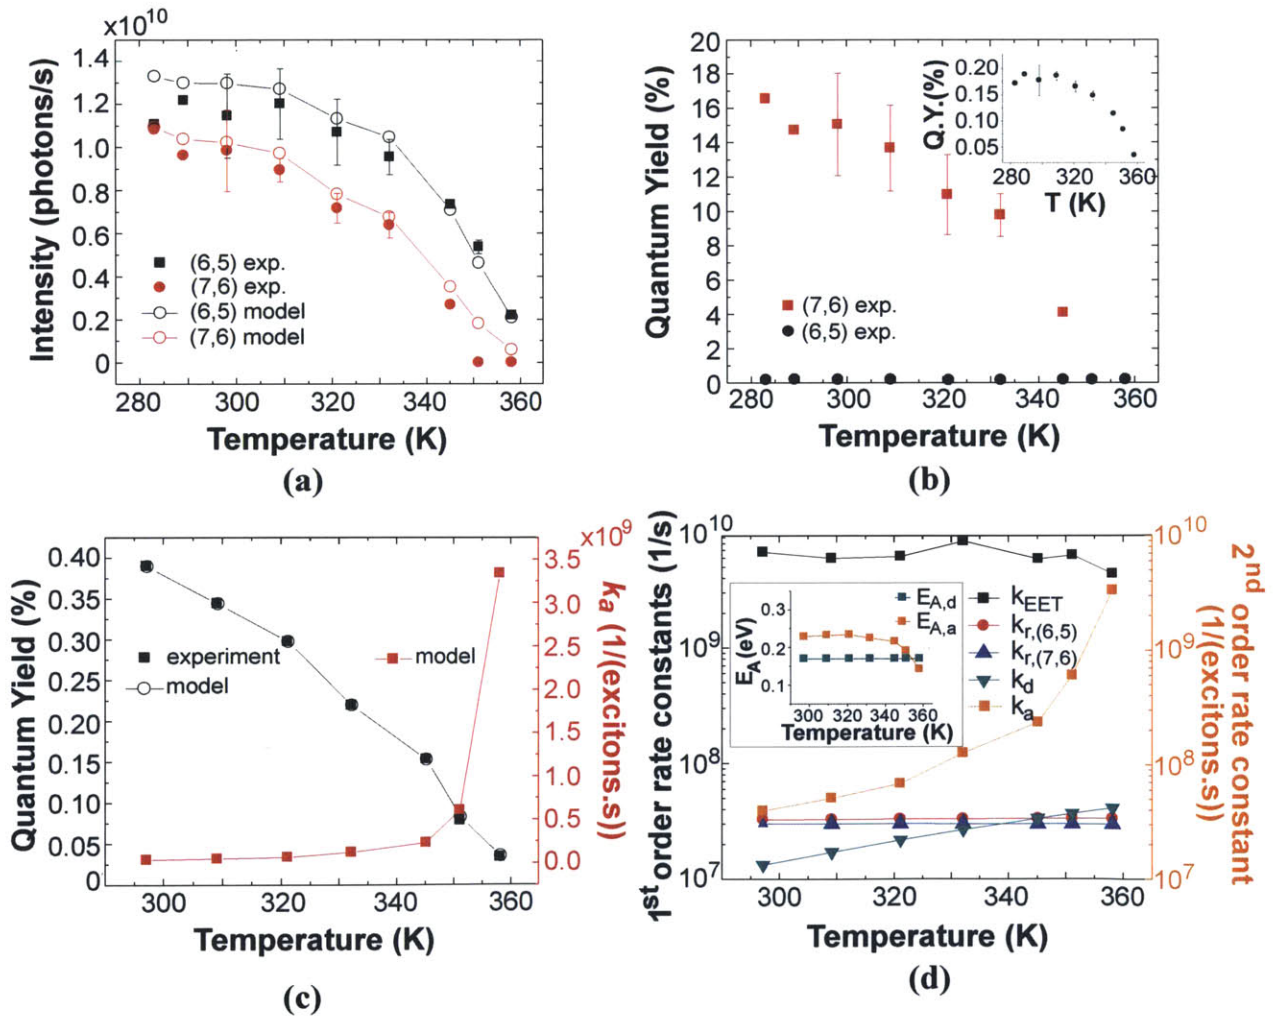 x10^10
Intensity (photons/s)
1.4
1.2
1.0
0.8
0.6
0.4
0.2
0
(6,5) exp.
(7,6) exp.
(6,5) model
(7,6) model
280 300 320 340 360
Temperature (K)
(a)
Quantum Yield (%)
20
18
16
14
12
10
8
6
4
2
0
Q.Y.(%)
0.20
0.15
0.10
0.05
280 320 360
T (K)
(7,6) exp.
(6,5) exp.
280 300 320 340 360
Temperature (K)
(b)
Quantum Yield (%)
0.40
0.35
0.30
0.25
0.20
0.15
0.10
0.05
0
experiment
model
model
x10^9
3.5
3.0
2.5
2.0
1.5
1.0
0.5
0.0
k_a (1/(excitons.s))
300 320 340 360
Temperature (K)
(c)
1^st order rate constants (1/s)
10^10
10^9
10^8
10^7
E_A (eV)
0.3
0.2
0.1
E_A,d
E_A,a
300 320 340 360
Temperature (K)
k_EET
k_r,(6,5)
k_r,(7,6)
k_d
k_a
10^10
10^9
10^8
10^7
2^nd order rate constant
(1/(excitons.s))
300 320 340 360
Temperature (K)
(d)